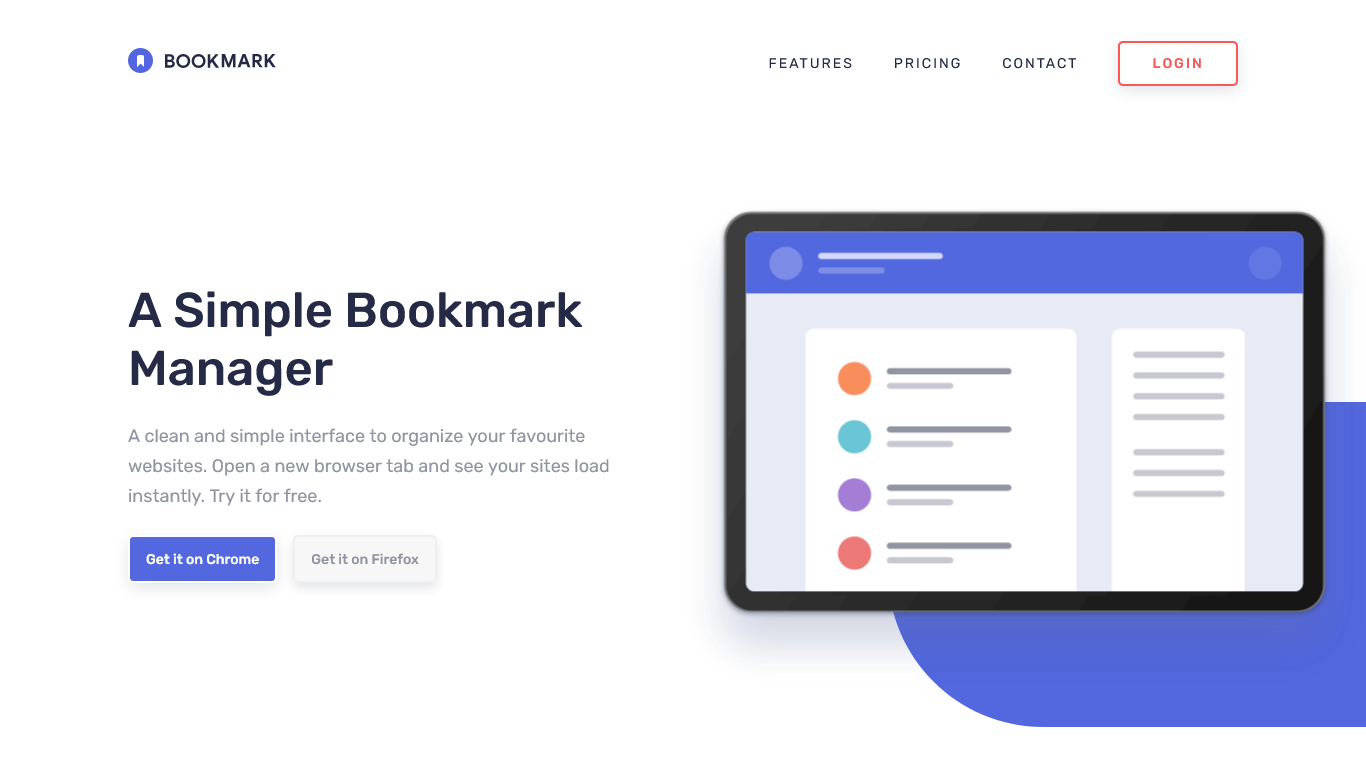 BOOKMARK
FEATURES
PRICING
CONTACT
LOGIN
A Simple Bookmark
Manager
A clean and simple interface to organize your favourite
websites. Open a new browser tab and see your sites load
instantly. Try it for free.
Get it on Chrome
Get it on Firefox